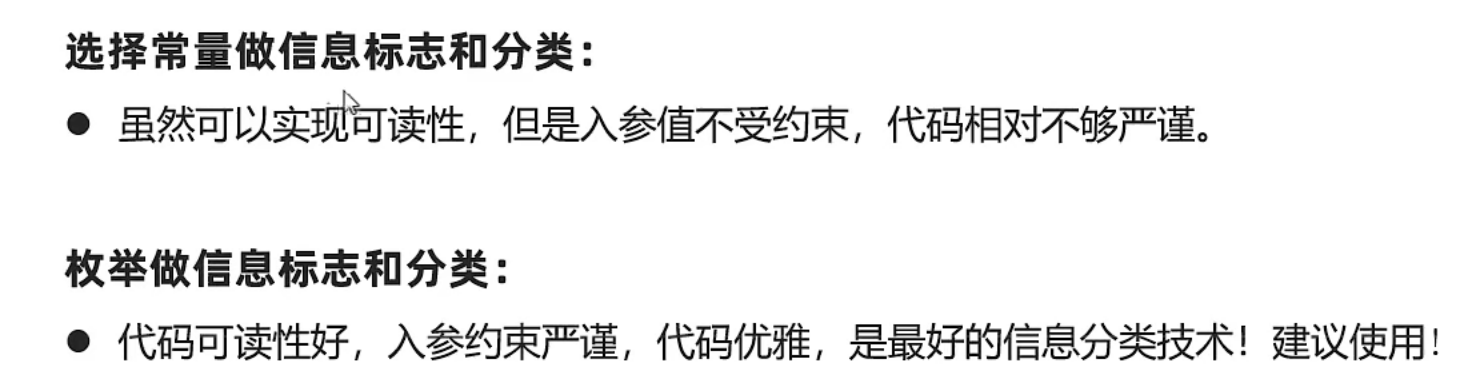 选择常量做信息标志和分类：
● 虽然可以实现可读性，但是入参值不受约束，代码相对不够严谨。
枚举做信息标志和分类：
● 代码可读性好，入参约束严谨，代码优雅，是最好的信息分类技术！建议使用！